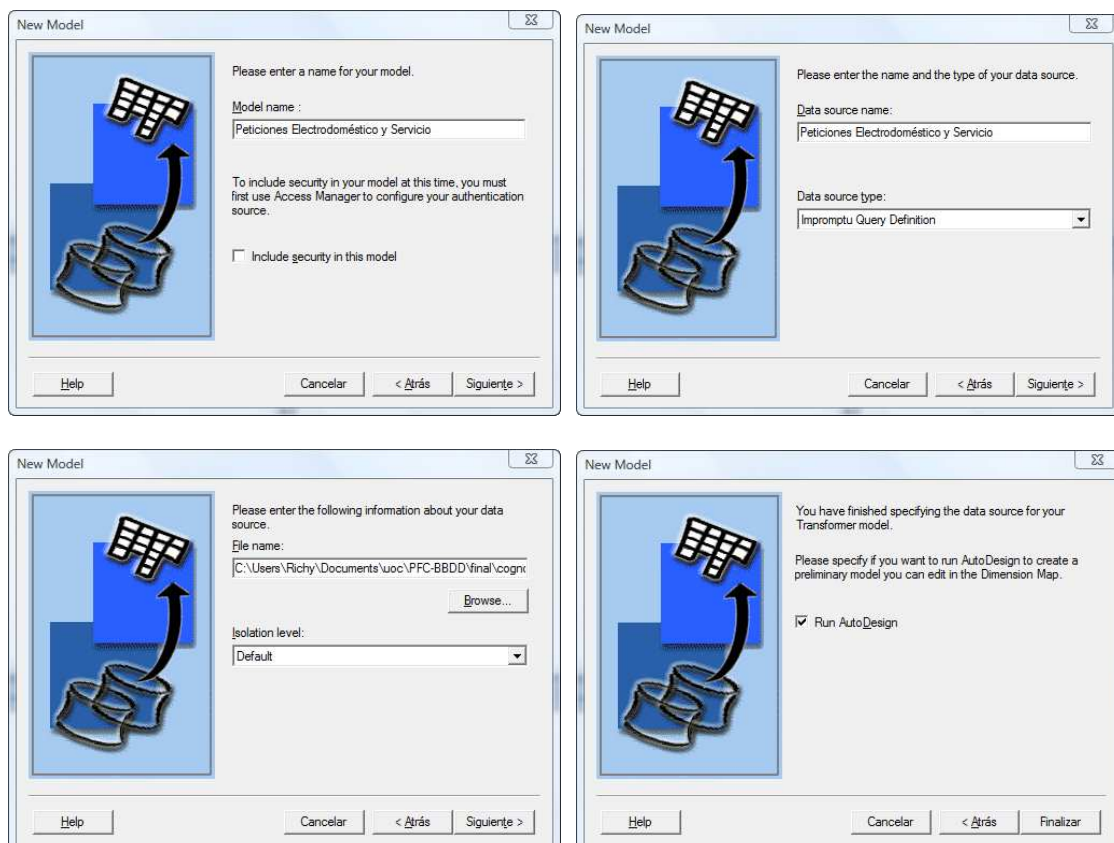 New Model
Please enter a name for your model.
Model name :
Peticiones Electrodoméstico y Servicio
To include security in your model at this time, you must
first use Access Manager to configure your authentication
source.
Include security in this model
Help
Cancelar
< Atrás
Siguiente >
New Model
Please enter the name and the type of your data source.
Data source name:
Peticiones Electrodoméstico y Servicio
Data source type:
Impromptu Query Definition
Help
Cancelar
< Atrás
Siguiente >
New Model
Please enter the following information about your data
source.
File name:
C:\Users\Richy\Documents\uoc\PFC-BBDD\final\cogno
Browse...
Isolation level:
Default
Help
Cancelar
< Atrás
Siguiente >
New Model
You have finished specifying the data source for your
Transformer model.
Please specify if you want to run AutoDesign to create a
preliminary model you can edit in the Dimension Map.
Run AutoDesign
Help
Cancelar
< Atrás
Finalizar